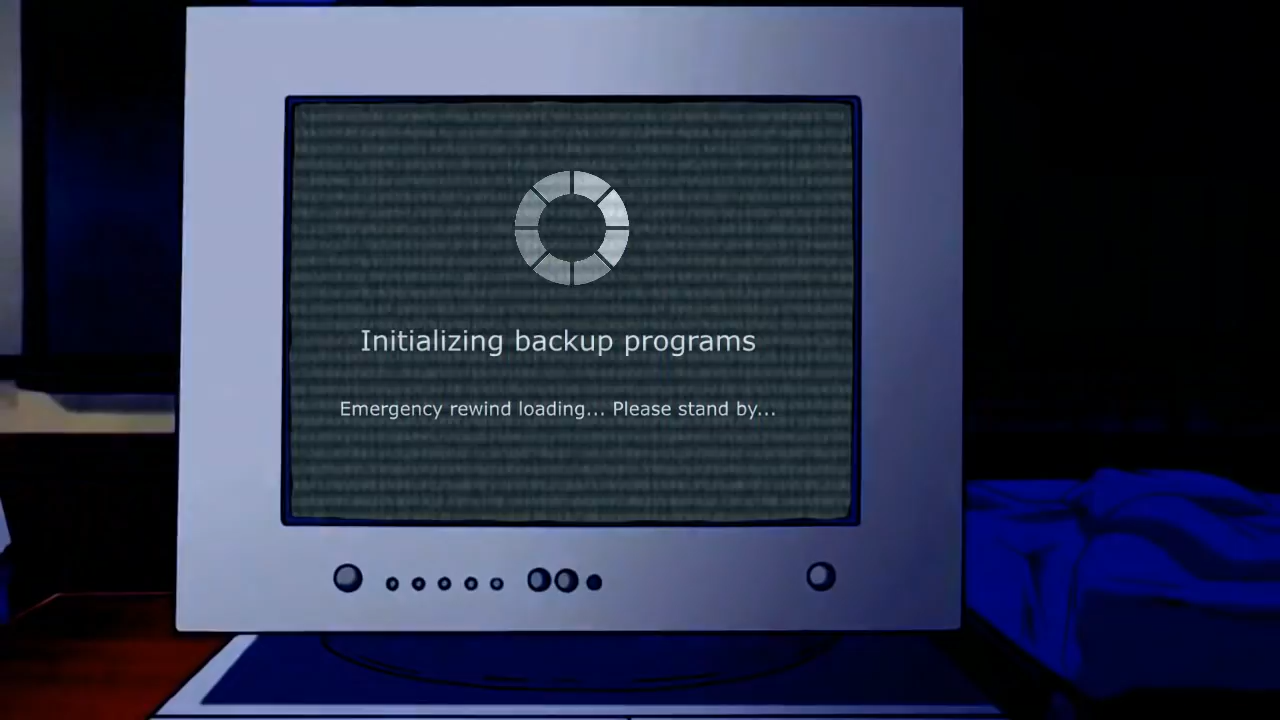 Initializing backup programs
Emergency rewind loading... Please stand by...